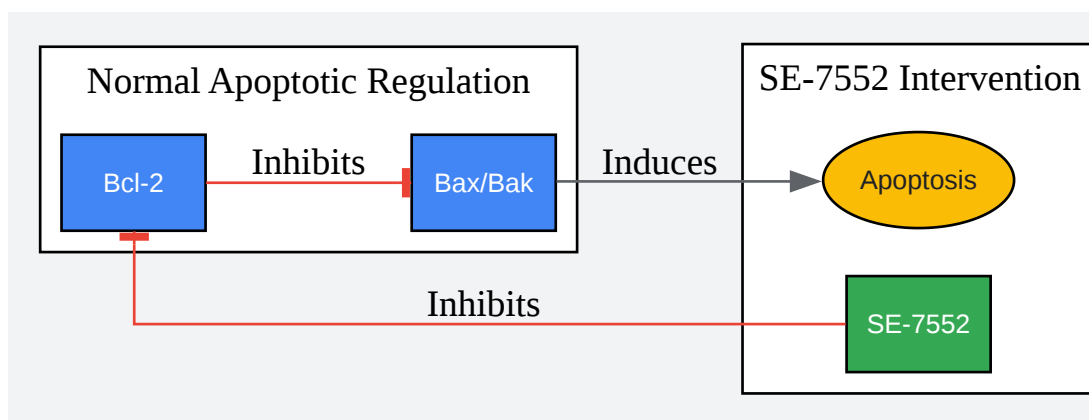 Normal Apoptotic Regulation
SE-7552 Intervention
Bcl-2
Inhibits
Bax/Bak
Induces
Apoptosis
Inhibits
SE-7552